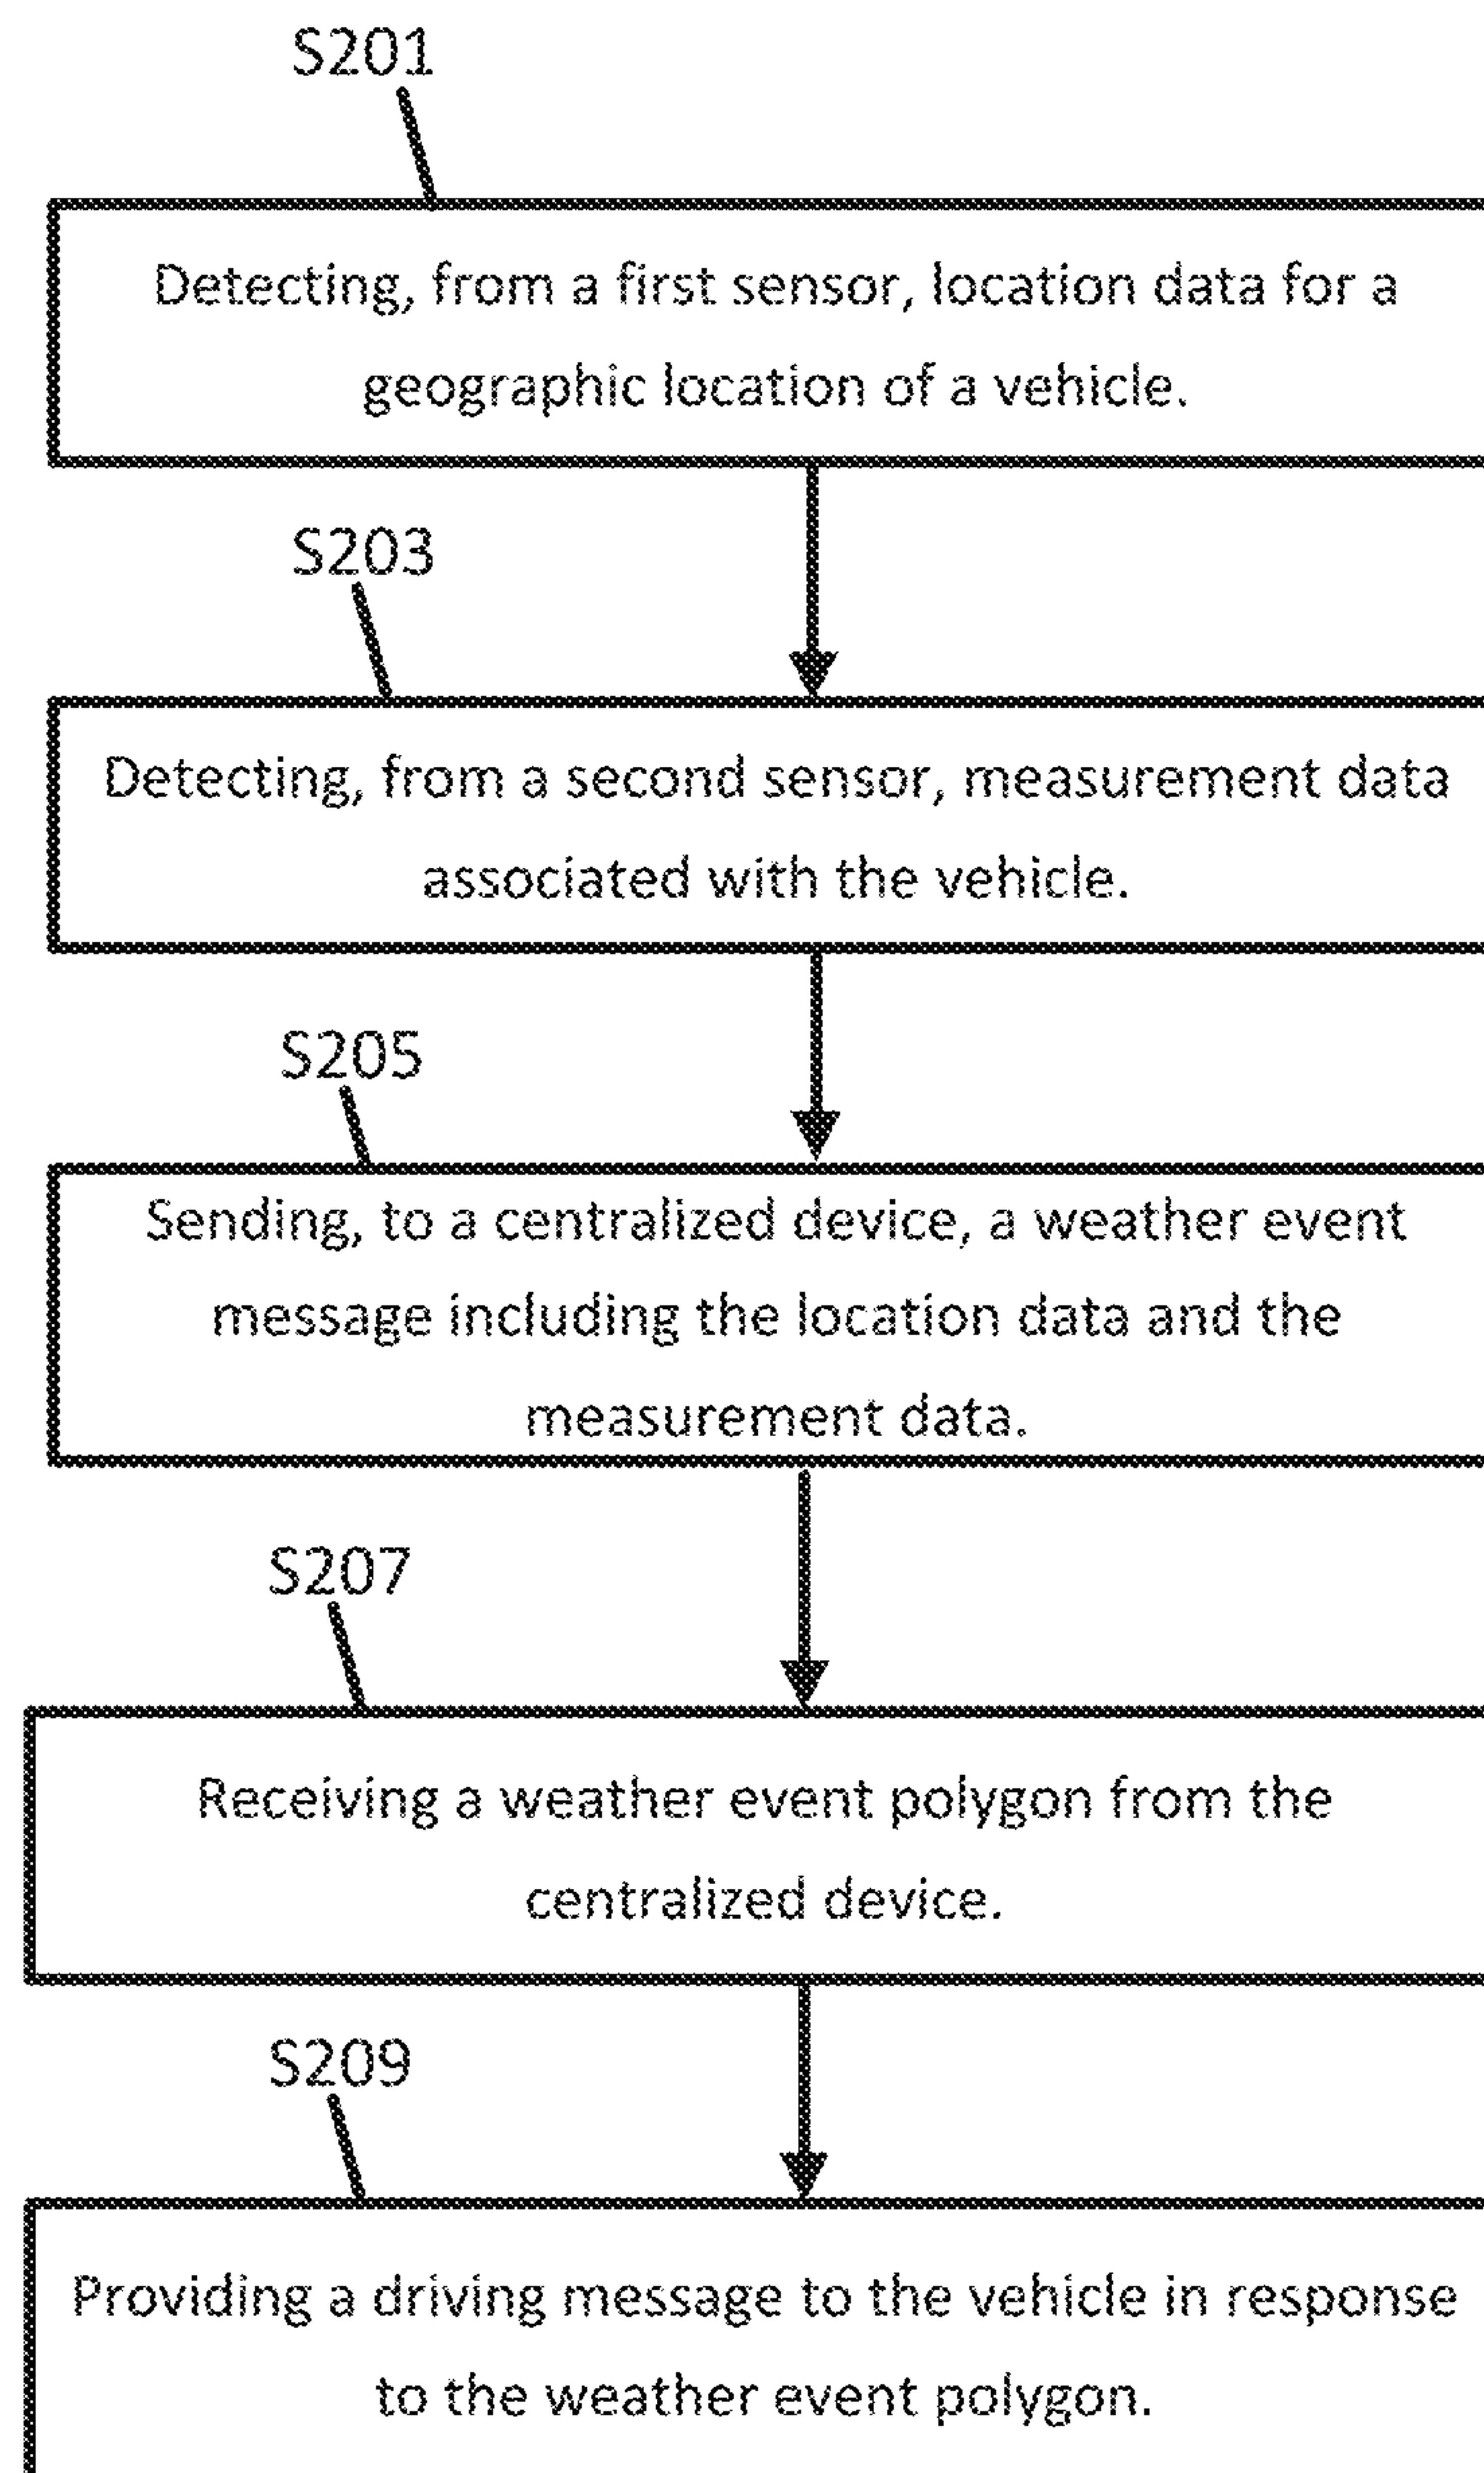 S201
Detecting, from a first sensor, location data for a
geographic location of a vehicle.
S203
Detecting, from a second sensor, measurement data
associated with the vehicle.
S205
Sending, to a centralized device, a weather event
message including the location data and the
measurement data.
S207
Receiving a weather event polygon from the
centralized device.
S209
Providing a driving message to the vehicle in response
to the weather event polygon.